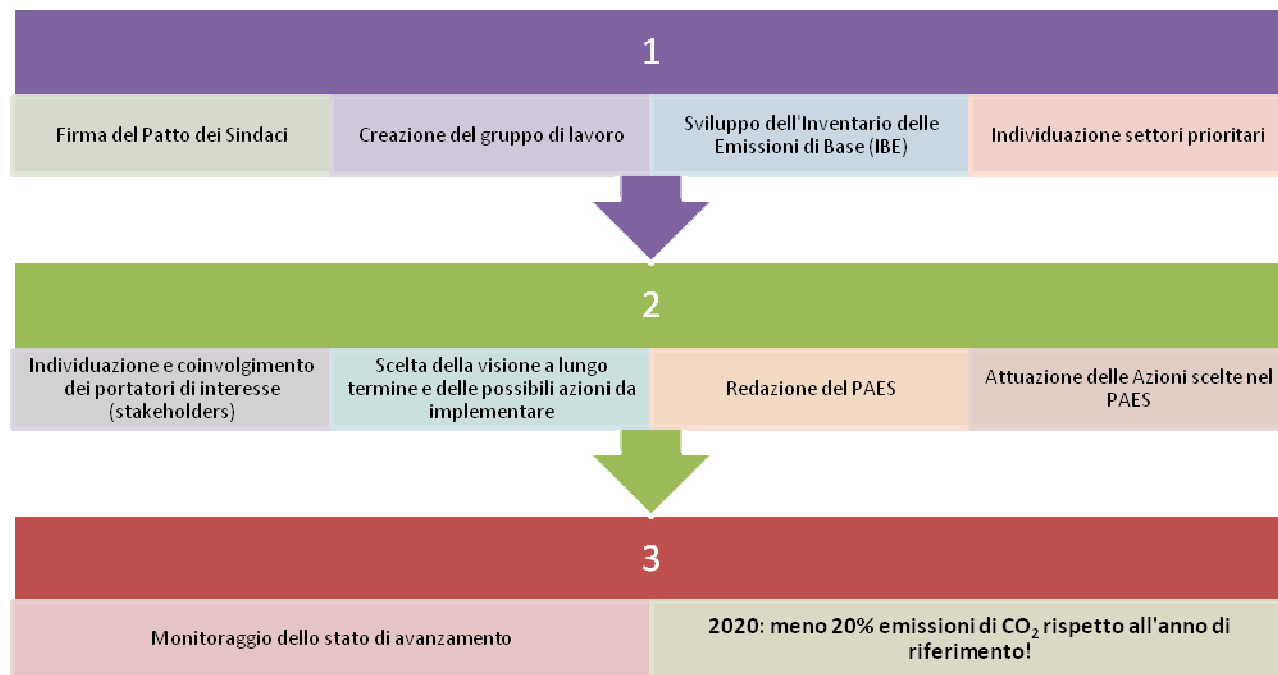 1
Firma del Patto dei Sindaci
Creazione del gruppo di lavoro
Sviluppo dell'Inventario delle
Emissioni di Base (IBE)
Individuazione settori prioritari
2
Individuazione e coinvolgimento
dei portatori di interesse
(stakeholders)
Scelta della visione a lungo
termine e delle possibili azioni da
implementare
Redazione del PAES
Attuazione delle Azioni scelte nel
PAES
3
Monitoraggio dello stato di avanzamento
2020: meno 20% emissioni di CO₂ rispetto all'anno di
riferimento!